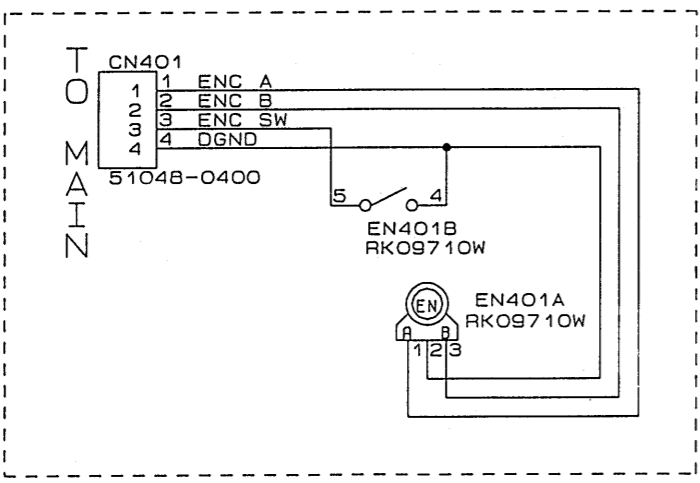 TO MAIN
CN401
1 1 ENC A
2 2 ENC B
3 3 ENC SW
4 4 DGND
51048-0400
5 4
EN401B
RK09710W
EN
EN401A
RK09710W
A B
1 2 3